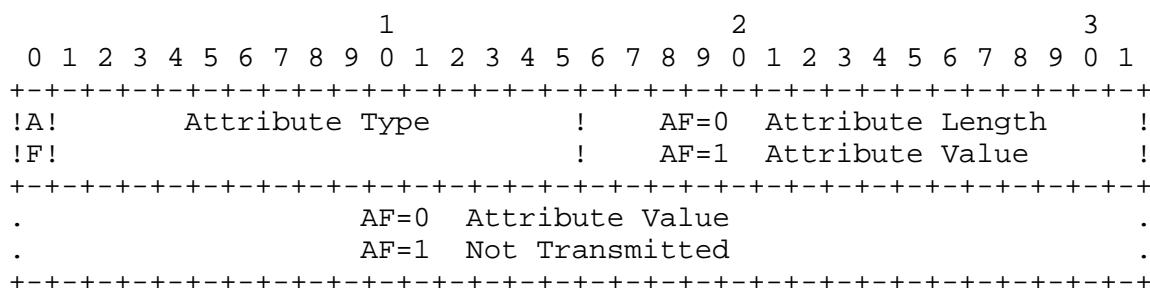 1                   2                   3
 0 1 2 3 4 5 6 7 8 9 0 1 2 3 4 5 6 7 8 9 0 1 2 3 4 5 6 7 8 9 0 1
+-+-+-+-+-+-+-+-+-+-+-+-+-+-+-+-+-+-+-+-+-+-+-+-+-+-+-+-+-+-+-+-+
!A!       Attribute Type        !    AF=0  Attribute Length     !
!F!                             !    AF=1  Attribute Value      !
+-+-+-+-+-+-+-+-+-+-+-+-+-+-+-+-+-+-+-+-+-+-+-+-+-+-+-+-+-+-+-+-+
.                   AF=0  Attribute Value                       .
.                   AF=1  Not Transmitted                       .
+-+-+-+-+-+-+-+-+-+-+-+-+-+-+-+-+-+-+-+-+-+-+-+-+-+-+-+-+-+-+-+-+